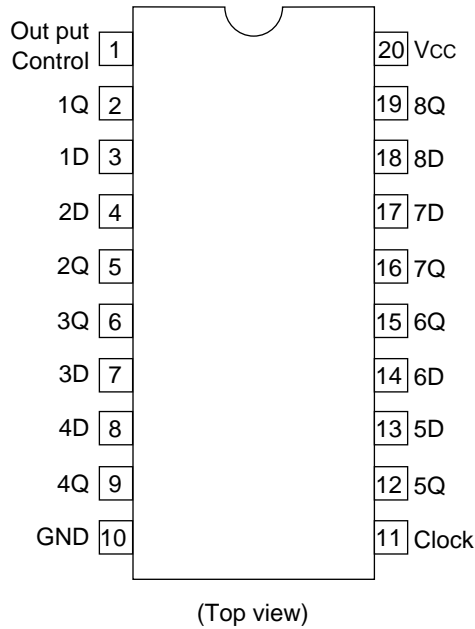 Out put
Control 1 20 VCC
1Q 2 19 8Q
1D 3 18 8D
2D 4 17 7D
2Q 5 16 7Q
3Q 6 15 6Q
3D 7 14 6D
4D 8 13 5D
4Q 9 12 5Q
GND 10 11 Clock
(Top view)